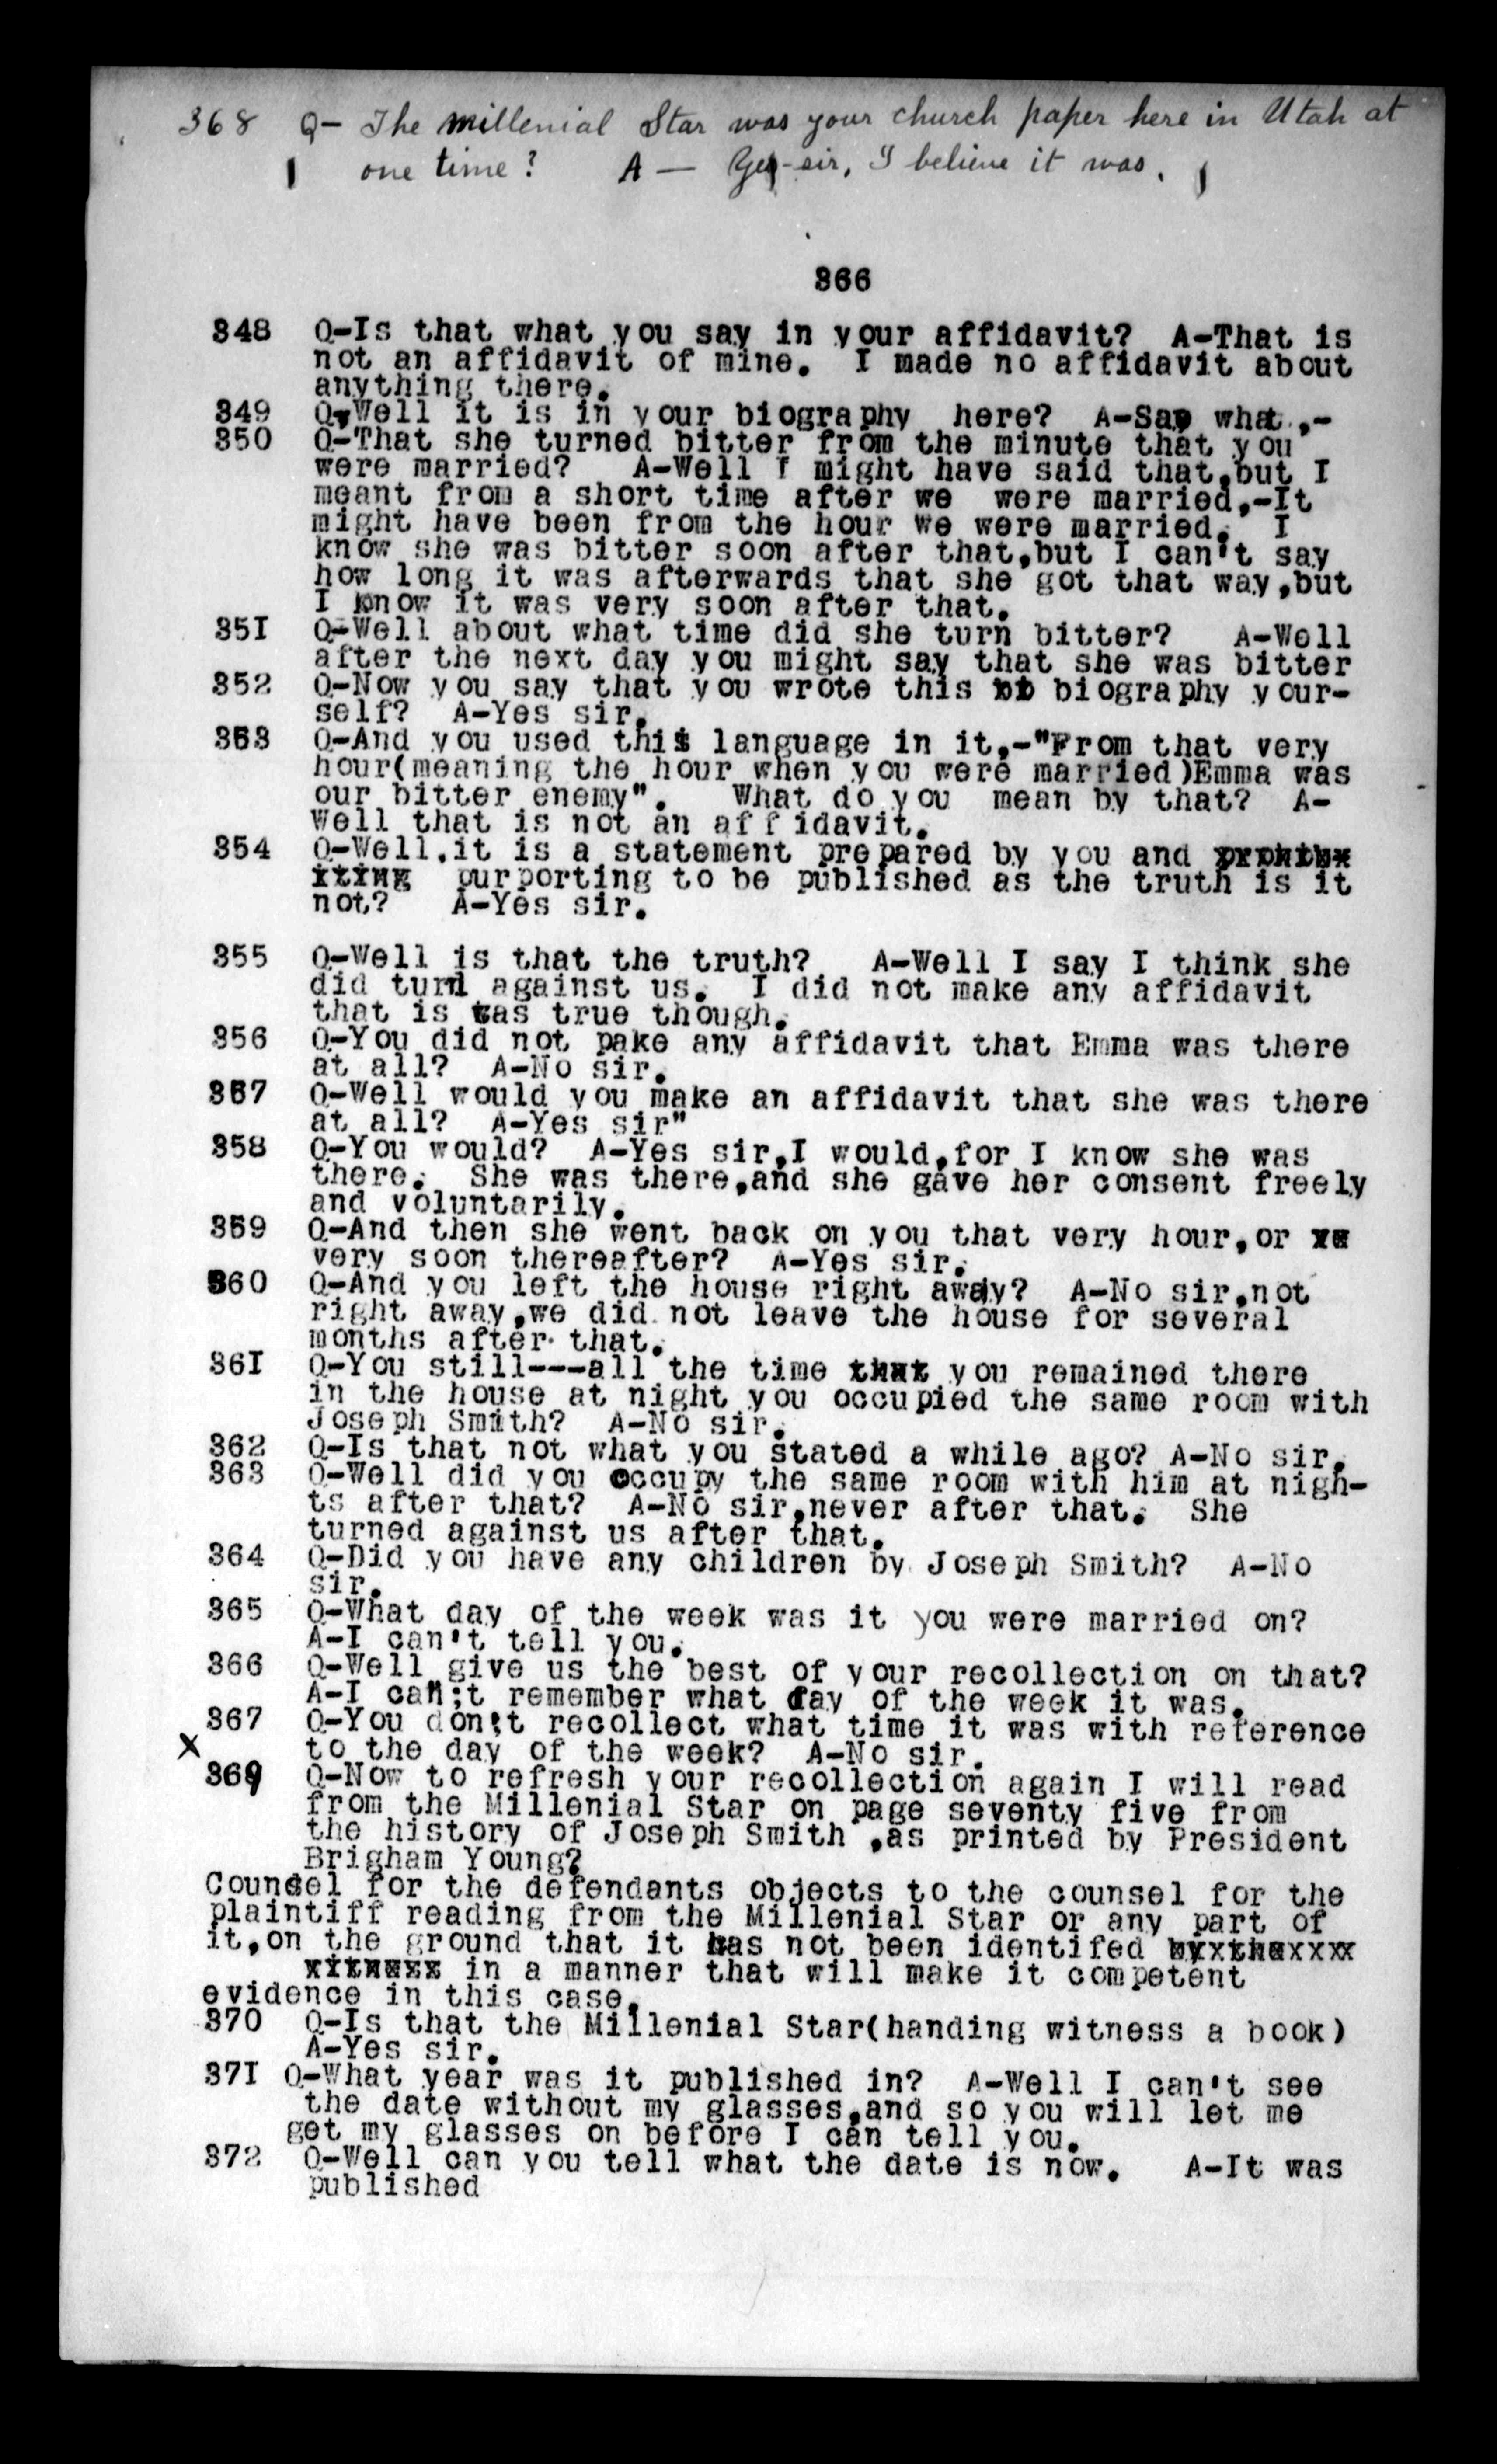 368 Q- The Millenial Star was your church paper here in Utah at
one time? A — Yes-sir, I believe it was.
366
348 Q-Is that what you say in your affidavit? A-That is
not an affidavit of mine. I made no affidavit about
anything there.
349 Q-Well it is in your biography here? A-Say what.,-
350 Q-That she turned bitter from the minute that you
were married? A-Well I might have said that,but I
meant from a short time after we were married,-It
might have been from the hour we were married. I
know she was bitter soon after that,but I can't say
how long it was afterwards that she got that way,but
I know it was very soon after that.
351 Q-Well about what time did she turn bitter? A-Well
after the next day you might say that she was bitter
352 Q-Now you say that you wrote this bi biography your-
self? A-Yes sir.
353 Q-And you used this language in it,-"From that very
hour(meaning the hour when you were married)Emma was
our bitter enemy". What do you mean by that? A-
Well that is not an affidavit.
354 Q-Well,it is a statement prepared by you and
purporting to be published as the truth is it
not? A-Yes sir.
355 Q-Well is that the truth? A-Well I say I think she
did turn against us. I did not make any affidavit
that is was true though.
356 Q-You did not pake any affidavit that Emma was there
at all? A-No sir.
357 Q-Well would you make an affidavit that she was there
at all? A-Yes sir"
358 Q-You would? A-Yes sir,I would,for I know she was
there. She was there,and she gave her consent freely
and voluntarily.
359 Q-And then she went back on you that very hour,or
very soon thereafter? A-Yes sir.
360 Q-And you left the house right away? A-No sir,not
right away,we did not leave the house for several
months after that.
361 Q-You still---all the time that you remained there
in the house at night you occupied the same room with
Joseph Smith? A-No sir.
362 Q-Is that not what you stated a while ago? A-No sir.
363 Q-Well did you occupy the same room with him at nigh-
ts after that? A-No sir,never after that. She
turned against us after that.
364 Q-Did you have any children by Joseph Smith? A-No
sir.
365 Q-What day of the week was it you were married on?
A-I can't tell you.
366 Q-Well give us the best of your recollection on that?
A-I can;t remember what day of the week it was.
367 Q-You don;t recollect what time it was with reference
x to the day of the week? A-No sir.
369 Q-Now to refresh your recollection again I will read
from the Millenial Star on page seventy five from
the history of Joseph Smith ,as printed by President
Brigham Young?
Counsel for the defendants objects to the counsel for the
plaintiff reading from the Millenial Star or any part of
it,on the ground that it has not been identifed
in a manner that will make it competent
evidence in this case.
370 Q-Is that the Millenial Star(handing witness a book)
A-Yes sir.
371 Q-What year was it published in? A-Well I can't see
the date without my glasses,and so you will let me
get my glasses on before I can tell you.
372 Q-Well can you tell what the date is now. A-It was
published